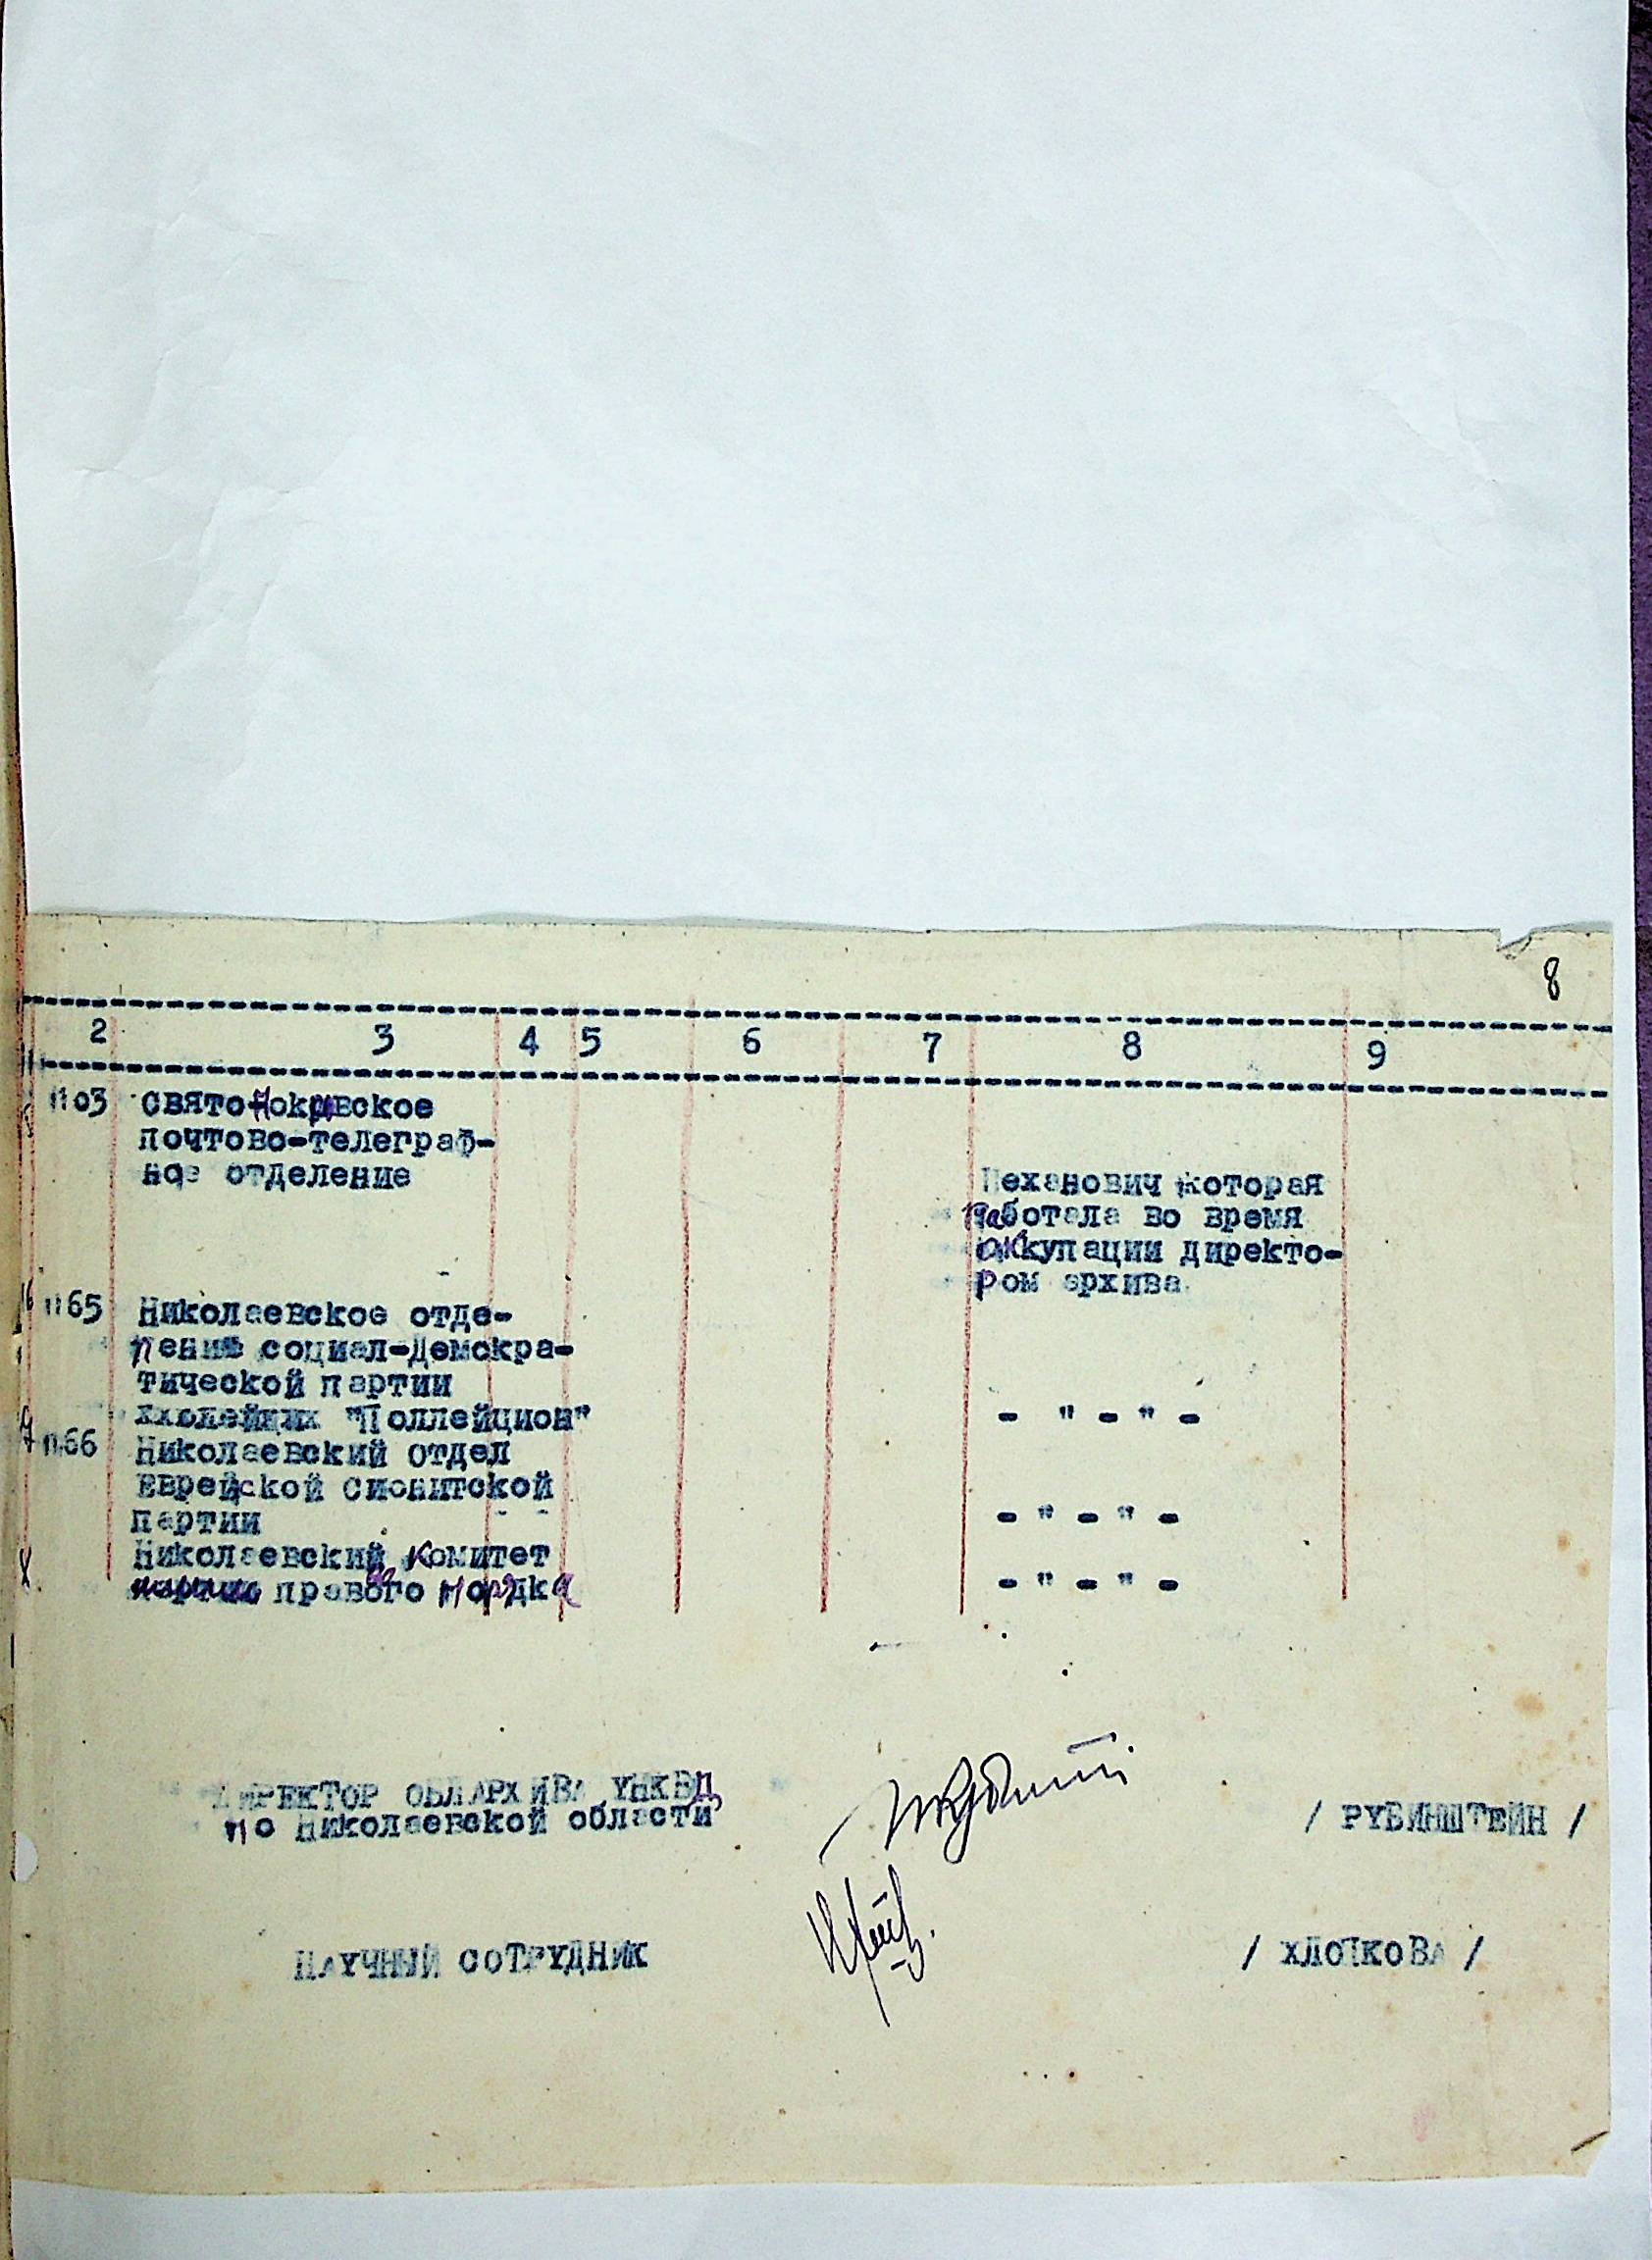 8
2 3 4 5 6 7 8 9
1103 Свято-Покровское
почтово-телеграф-
ное отделение
Пеханович которая
работала во время
оккупации директо-
ром архива
16 1165 Николаевское отде-
ление социал-демокра-
тической партии
"Поллейцион" - " - " -
1166 Николаевский отдел
Еврейской сионитской
партии - " - " -
Николаевский комитет
правого порядка - " - " -
ДИРЕКТОР ОБЛАРХИВА УНКВД
по Николаевской области
/ РУБИНШТЕЙН /
НАУЧНЫЙ СОТРУДНИК / ХЛОПКОВА /